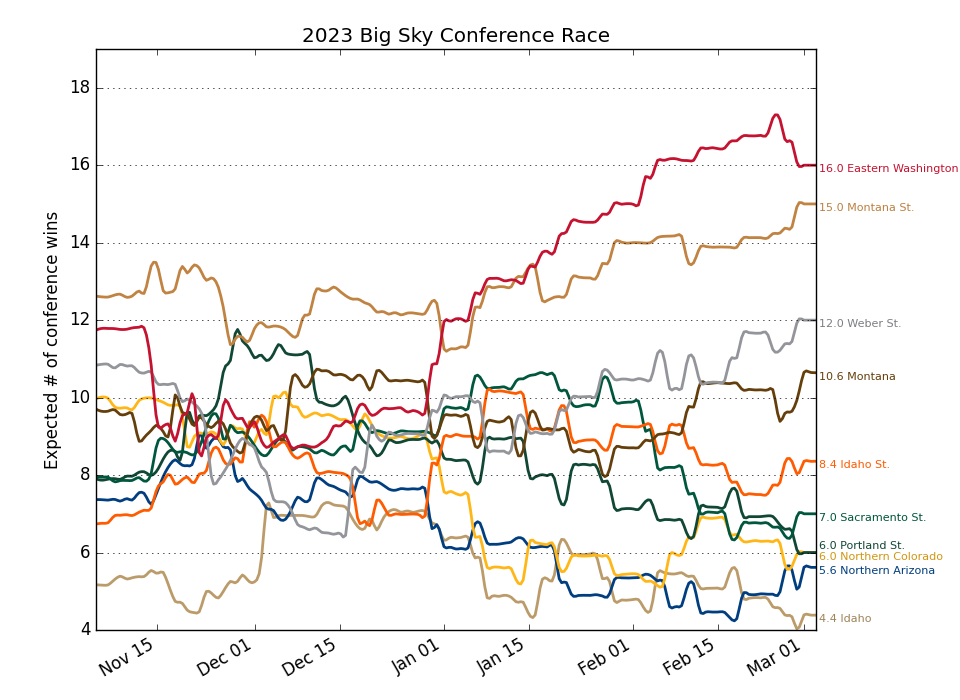 2023 Big Sky Conference Race
Expected # of conference wins
18
16
14
12
10
8
6
4
Nov 15
Dec 01
Dec 15
Jan 01
Jan 15
Feb 01
Feb 15
Mar 01
16.0 Eastern Washington
15.0 Montana St.
12.0 Weber St.
10.6 Montana
8.4 Idaho St.
7.0 Sacramento St.
6.0 Portland St.
6.0 Northern Colorado
5.6 Northern Arizona
4.4 Idaho